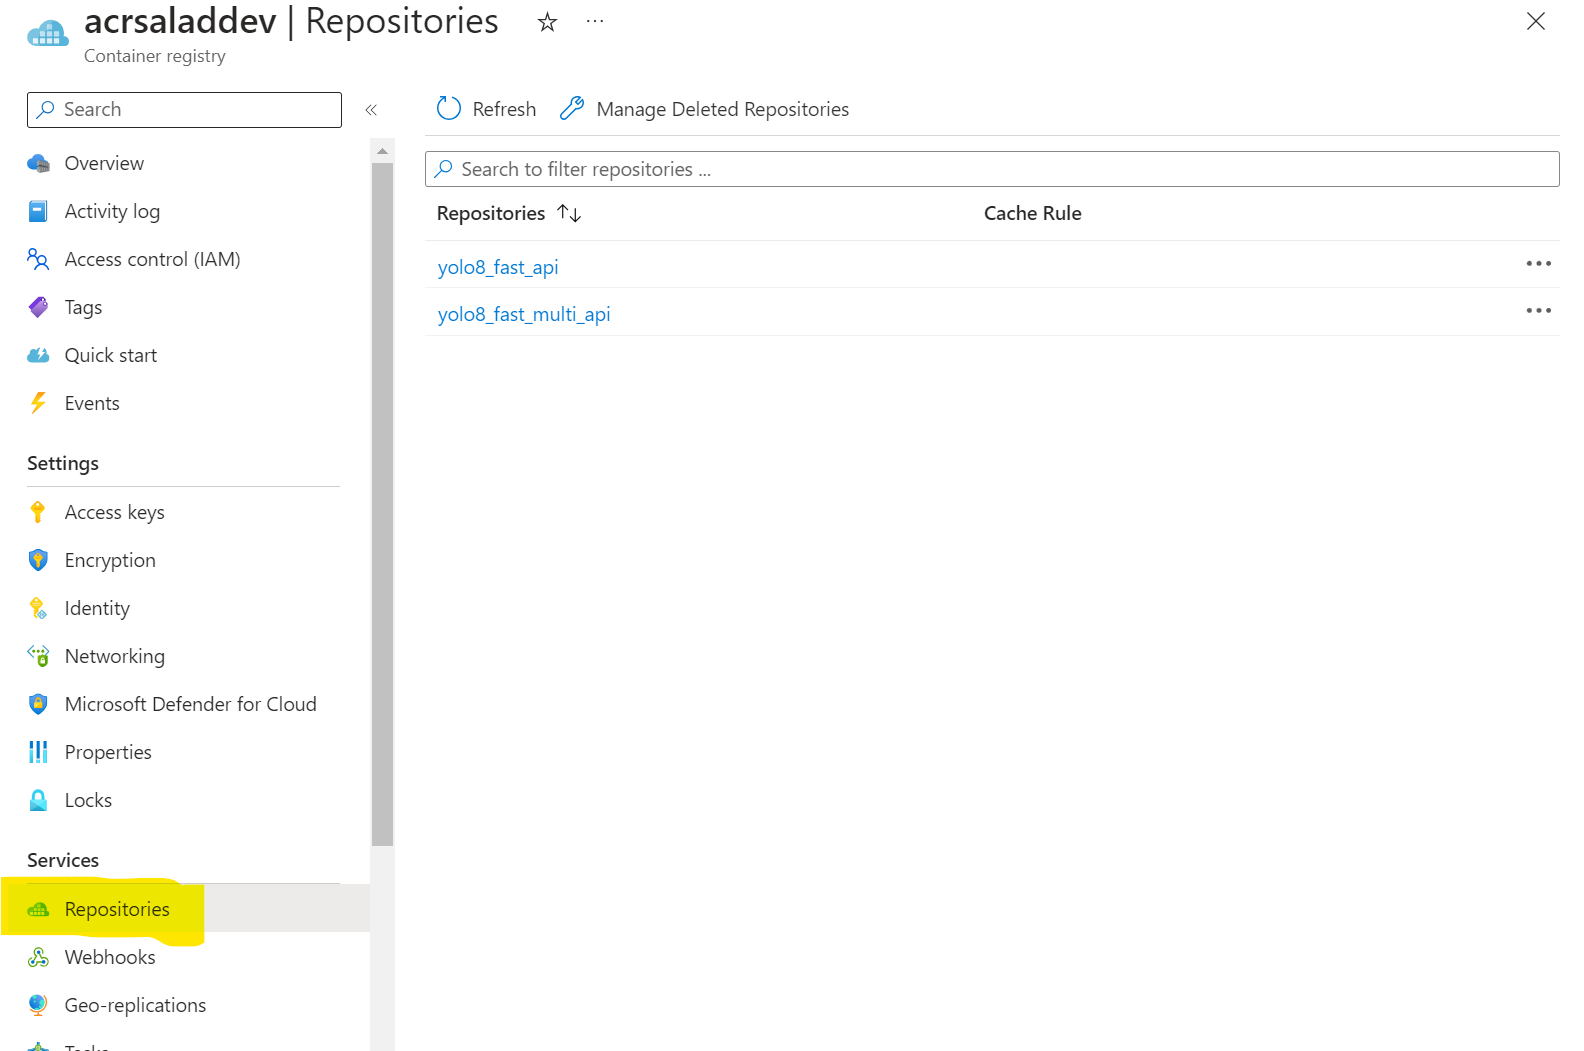 acrsaladdev | Repositories
Container registry
Search
Refresh
Manage Deleted Repositories
Overview
Activity log
Access control (IAM)
Tags
Quick start
Events
Settings
Access keys
Encryption
Identity
Networking
Microsoft Defender for Cloud
Properties
Locks
Services
Repositories
Webhooks
Geo-replications
Tasks
Search to filter repositories ...
Repositories
Cache Rule
yolo8_fast_api
yolo8_fast_multi_api